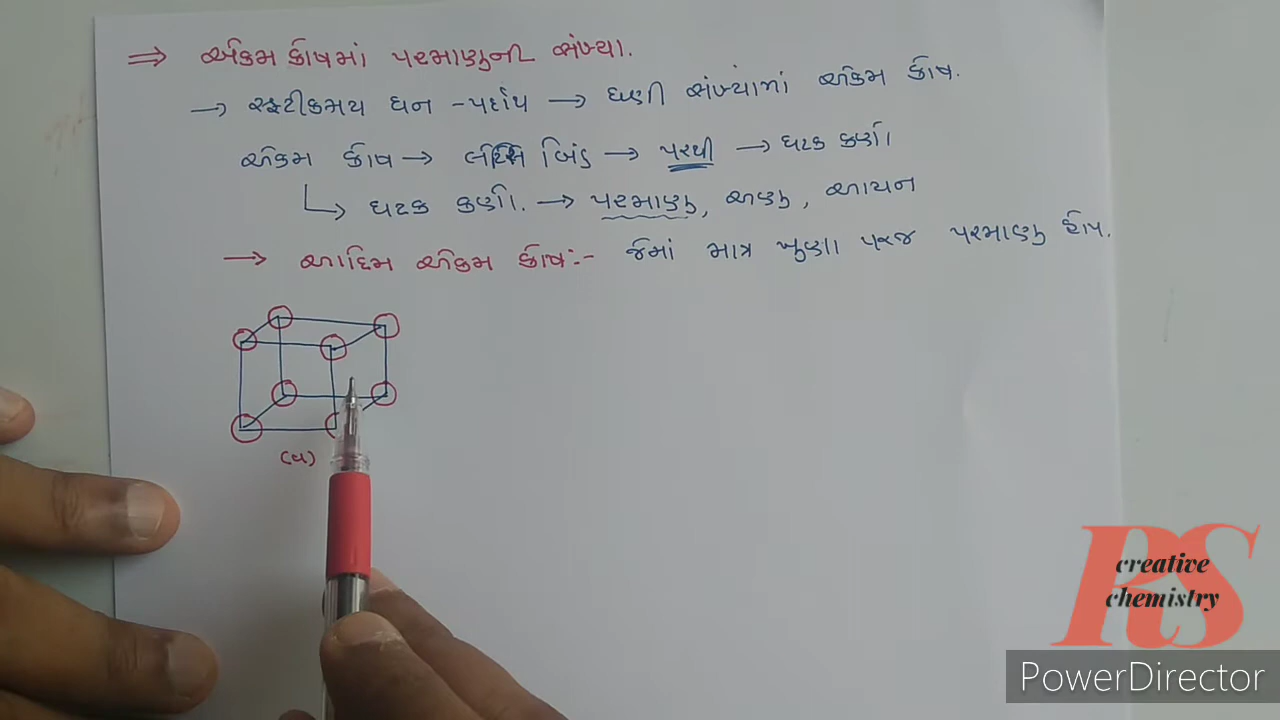 ⇒ એકમ કોષમાં પરમાણુની સંખ્યા.
→ સ્ફટીકમય ઘન - પદાર્થ → ઘણી સંખ્યામાં એકમ કોષ.
એકમ કોષ → લેટિસ બિંદુ → પરથી → ઘટક કણો
↳ ઘટક કણો. → પરમાણુ, અણુ, આયન
→ આદિમ એકમ કોષ:- જેમાં માત્ર ખુણા પરજ પરમાણુ હોય.
RS
creative
chemistry
PowerDirector